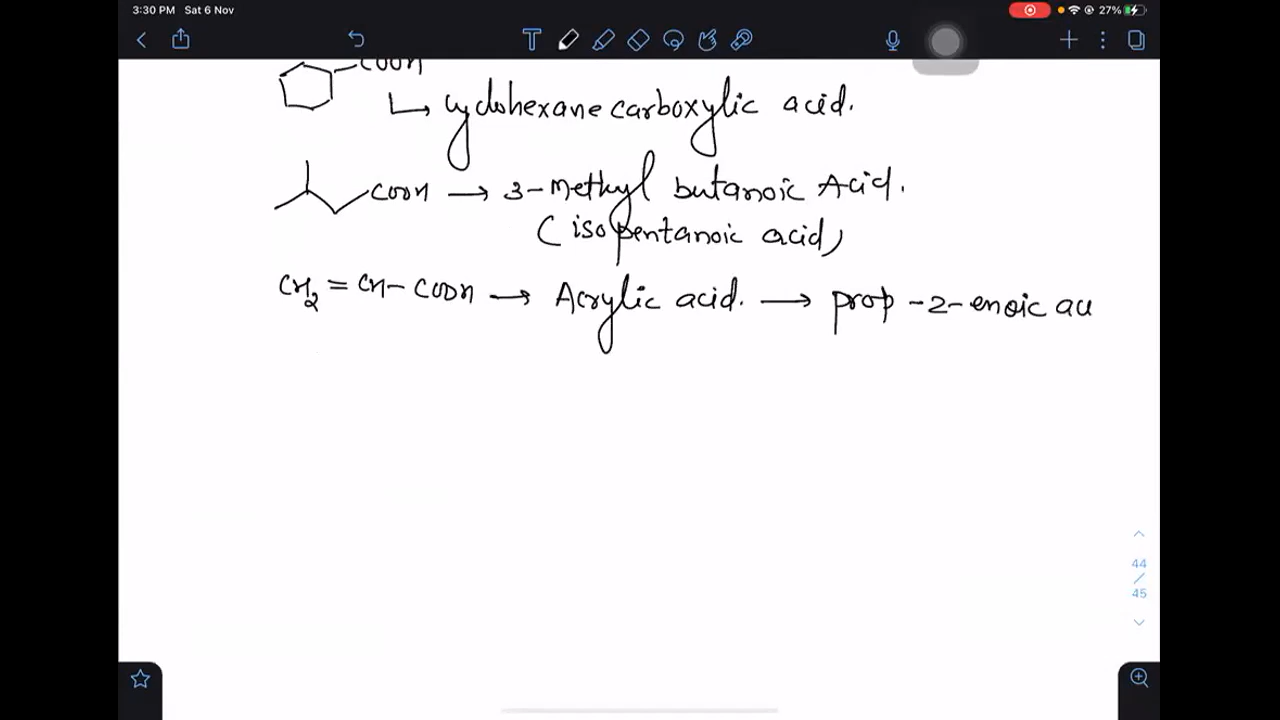 3:30 PM Sat 6 Nov 27%
COOH
↳ cyclohexane carboxylic acid.
COOH → 3-Methyl butanoic Acid.
(isopentanoic acid)
CH₂ = CH – COOH → Acrylic acid. → prop-2-enoic
44
/
45